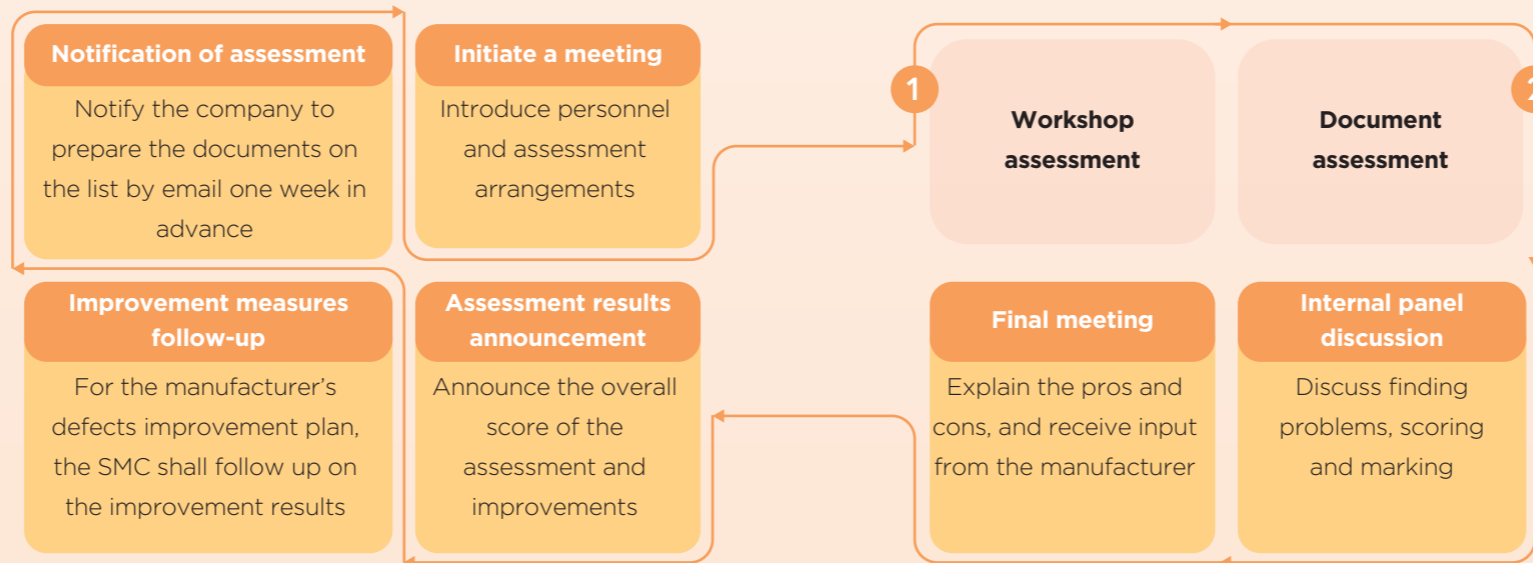 Notification of assessment
Notify the company to
prepare the documents on
the list by email one week in
advance
Initiate a meeting
Introduce personnel
and assessment
arrangements
1
Workshop
assessment
Document
assessment
2
Improvement measures
follow-up
For the manufacturer’s
defects improvement plan,
the SMC shall follow up on
the improvement results
Assessment results
announcement
Announce the overall
score of the
assessment and
improvements
Final meeting
Explain the pros and
cons, and receive input
from the manufacturer
Internal panel
discussion
Discuss finding
problems, scoring
and marking